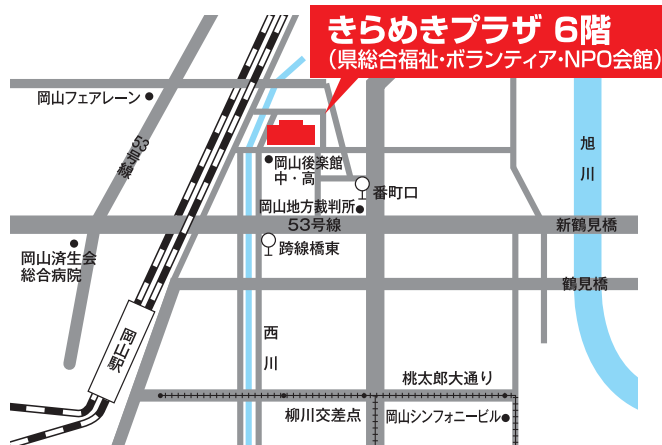 きらめきプラザ 6階
（県総合福祉・ボランティア・NPO会館）
岡山フェアレーン
53号線
旭川
岡山後楽館
中・高
番町口
岡山地方裁判所
53号線
新鶴見橋
跨線橋東
岡山済生会
総合病院
鶴見橋
岡山駅
西川
桃太郎大通り
柳川交差点
岡山シンフォニービル